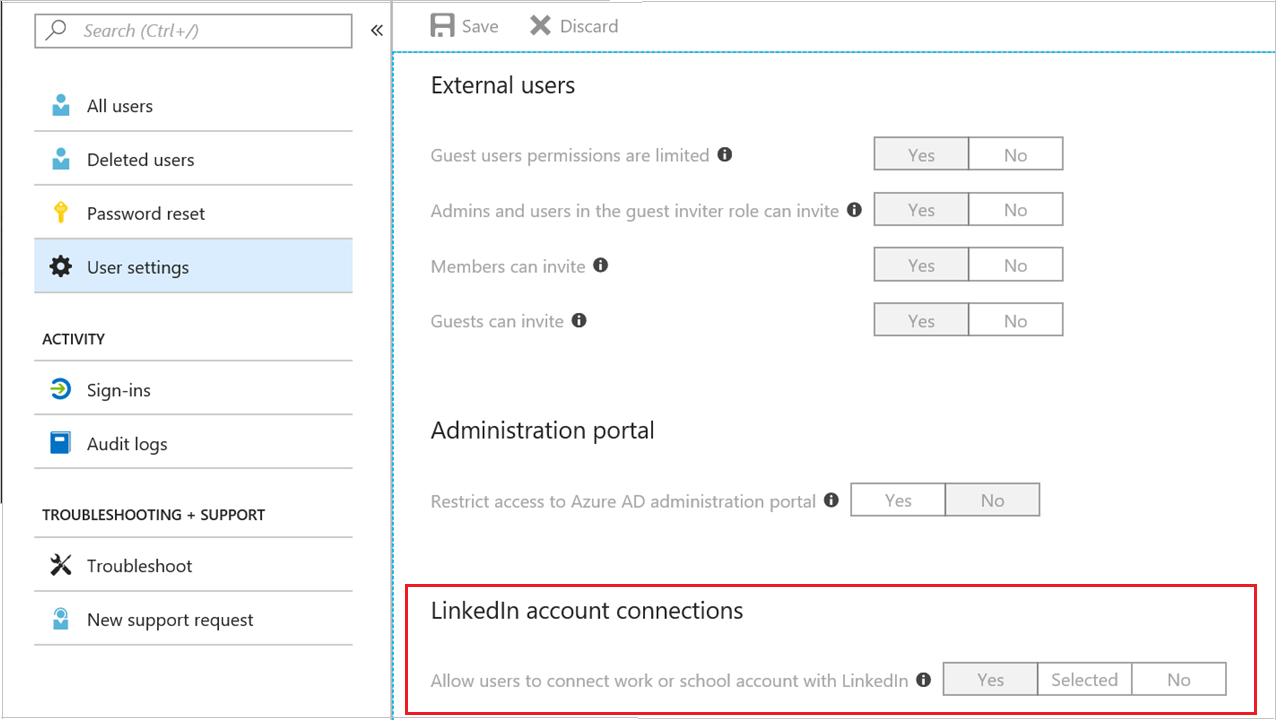 Search (Ctrl+/)
«
All users
Deleted users
Password reset
User settings
ACTIVITY
Sign-ins
Audit logs
TROUBLESHOOTING + SUPPORT
Troubleshoot
New support request
Save Discard
External users
Guest users permissions are limited Yes No
Admins and users in the guest inviter role can invite Yes No
Members can invite Yes No
Guests can invite Yes No
Administration portal
Restrict access to Azure AD administration portal Yes No
LinkedIn account connections
Allow users to connect work or school account with LinkedIn Yes Selected No